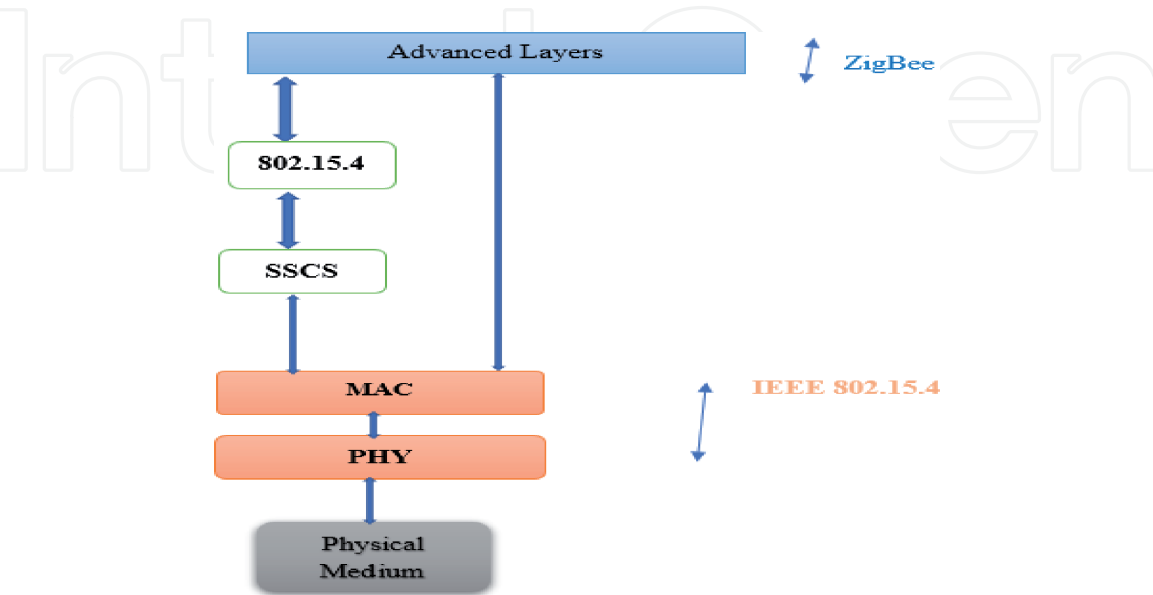 Advanced Layers
ZigBee
802.15.4
SSCS
MAC
IEEE 802.15.4
PHY
Physical
Medium